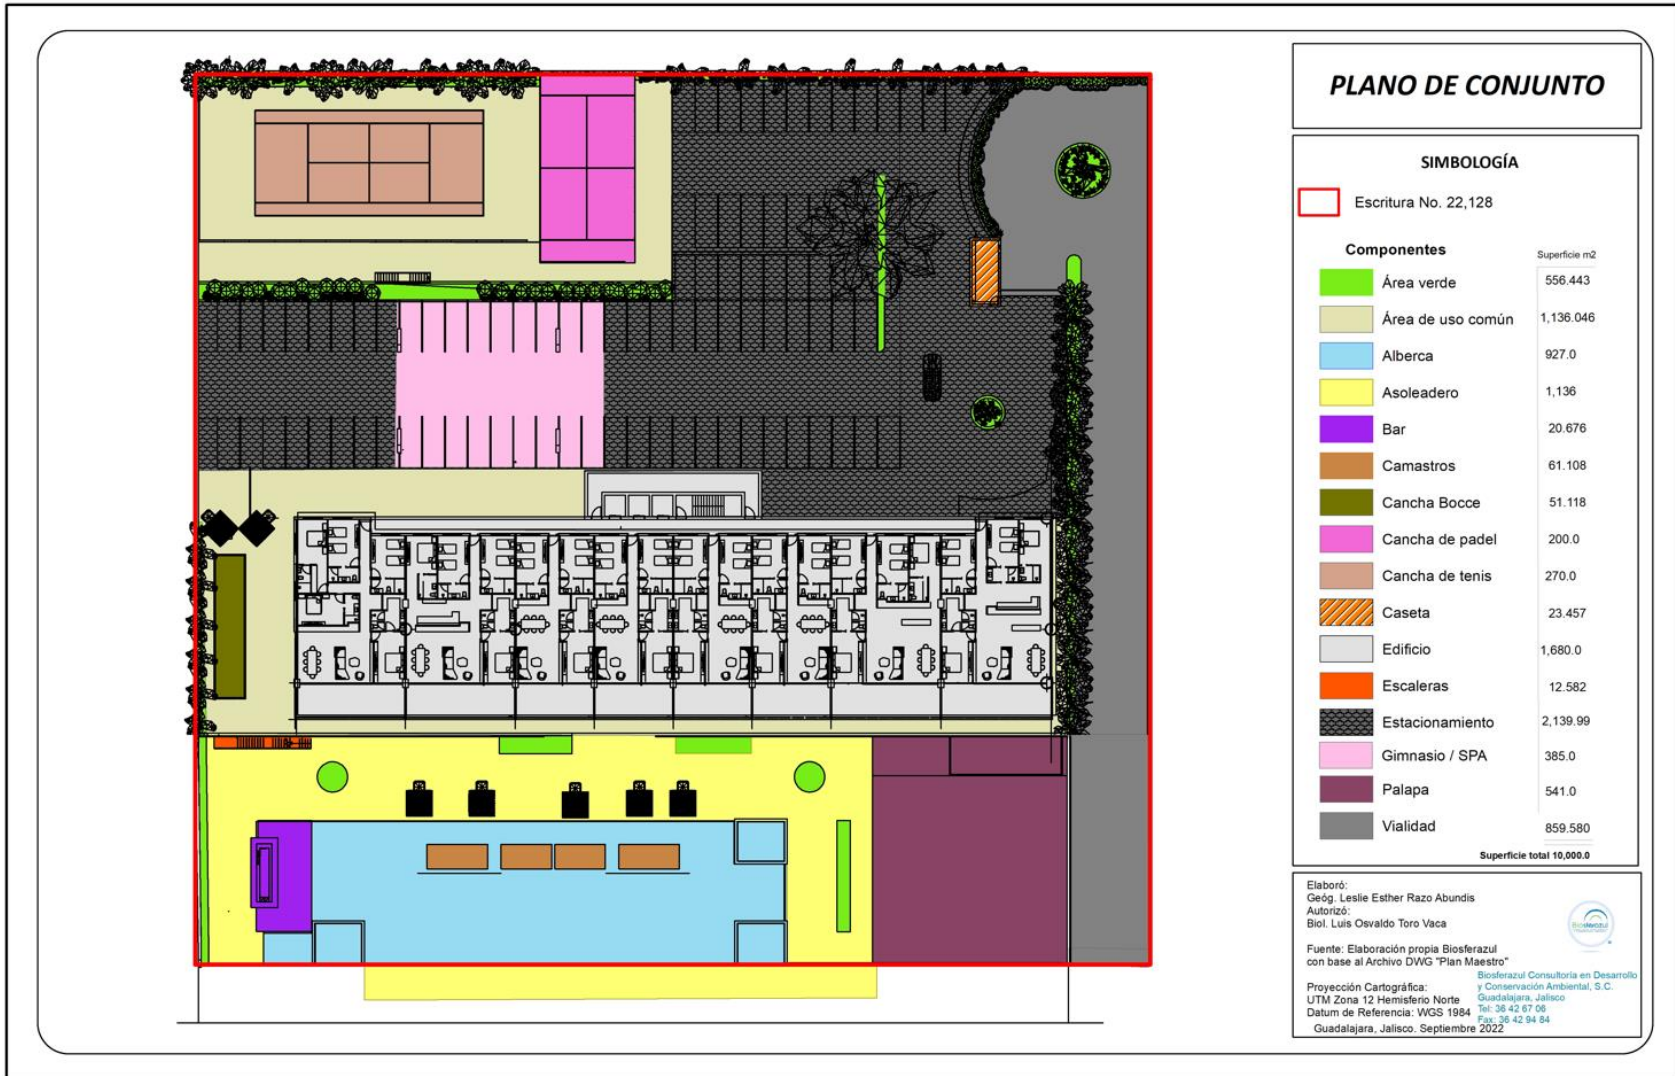 PLANO DE CONJUNTO
SIMBOLOGÍA
Escritura No. 22,128
Componentes Superficie m2
Área verde 556.443
Área de uso común 1,136.046
Alberca 927.0
Asoleadero 1,136
Bar 20.676
Camastros 61.108
Cancha Bocce 51.118
Cancha de padel 200.0
Cancha de tenis 270.0
Caseta 23.457
Edificio 1,680.0
Escaleras 12.582
Estacionamiento 2,139.99
Gimnasio / SPA 385.0
Palapa 541.0
Vialidad 859.580
Superficie total 10,000.0
Elaboró:
Geóg. Leslie Esther Razo Abundis
Autorizó:
Biol. Luis Osvaldo Toro Vaca
Biosferazul
Fuente: Elaboración propia Biosferazul
con base al Archivo DWG "Plan Maestro"
Biosferazul Consultoría en Desarrollo
y Conservación Ambiental, S.C.
Guadalajara, Jalisco
Tel: 36 42 67 06
Fax: 36 42 94 84
Proyección Cartográfica:
UTM Zona 12 Hemisferio Norte
Datum de Referencia: WGS 1984
Guadalajara, Jalisco. Septiembre 2022